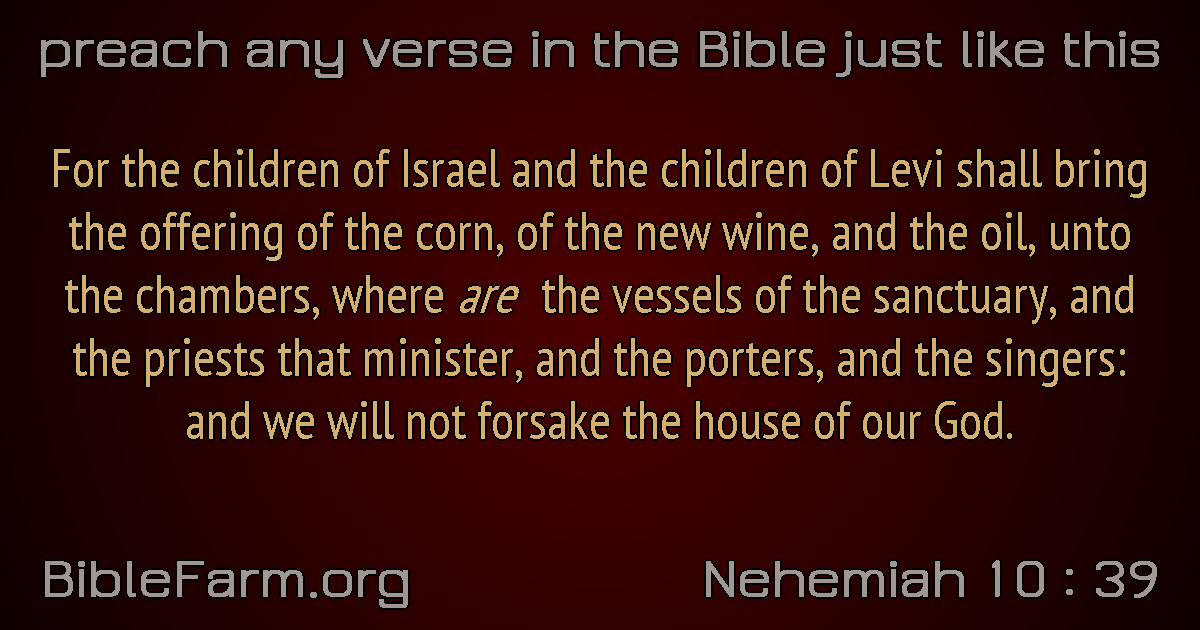 preach any verse in the Bible just like this
For the children of Israel and the children of Levi shall bring
the offering of the corn, of the new wine, and the oil, unto
the chambers, where are the vessels of the sanctuary, and
the priests that minister, and the porters, and the singers:
and we will not forsake the house of our God.
BibleFarm.org
Nehemiah 10 : 39